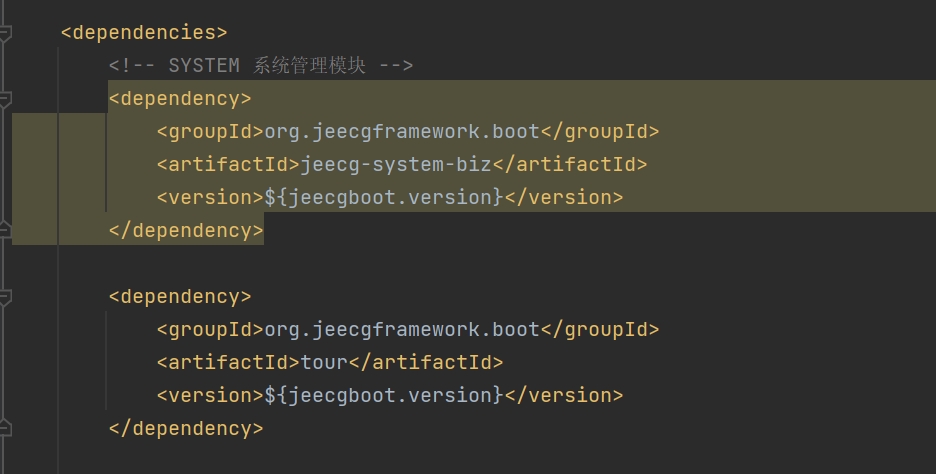 <dependencies>
<!-- SYSTEM 系统管理模块 -->
<dependency>
<groupId>org.jeecgframework.boot</groupId>
<artifactId>jeecg-system-biz</artifactId>
<version>${jeecgboot.version}</version>
</dependency>
<dependency>
<groupId>org.jeecgframework.boot</groupId>
<artifactId>tour</artifactId>
<version>${jeecgboot.version}</version>
</dependency>